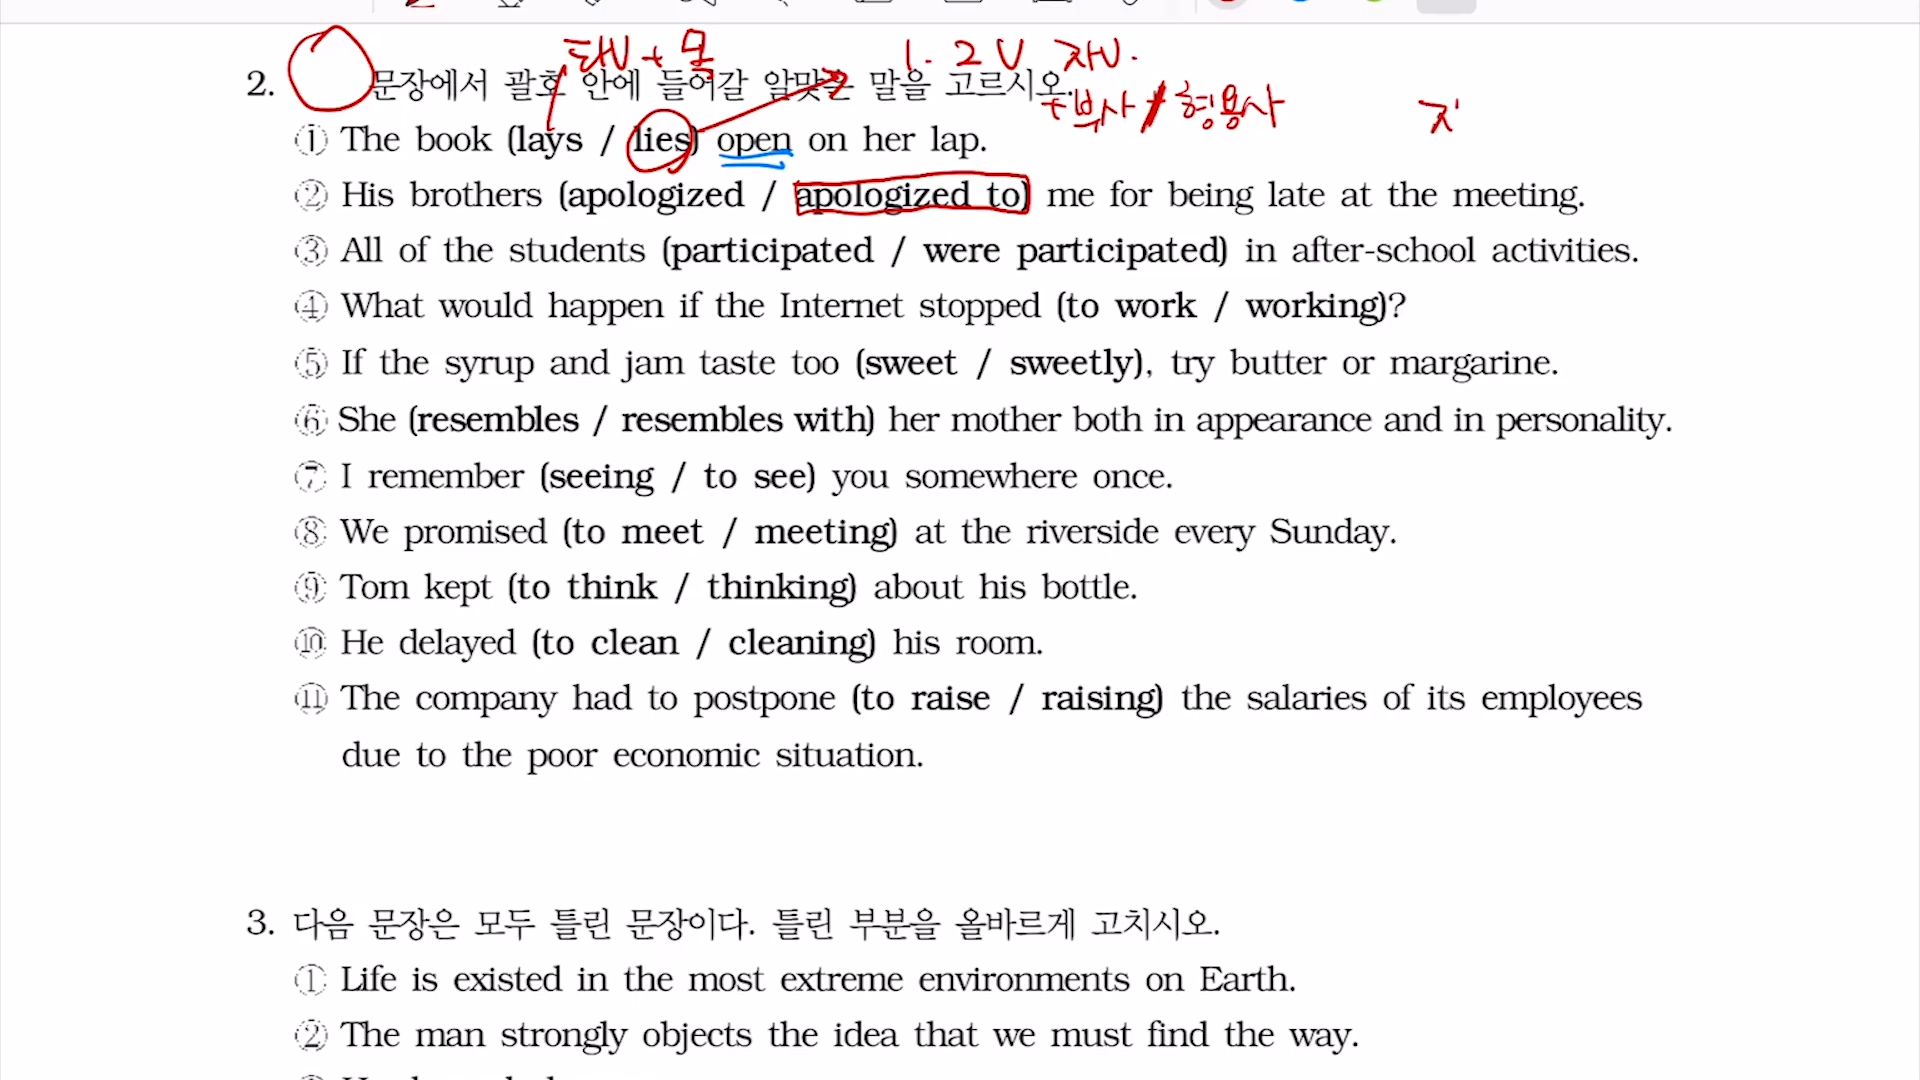 타V + 목 1. 2 V 자V.
2. 문장에서 괄호 안에 들어갈 알맞은 말을 고르시오.
+ 부사 / 형용사 지
① The book (lays / lies) open on her lap.
② His brothers (apologized / apologized to) me for being late at the meeting.
③ All of the students (participated / were participated) in after-school activities.
④ What would happen if the Internet stopped (to work / working)?
⑤ If the syrup and jam taste too (sweet / sweetly), try butter or margarine.
⑥ She (resembles / resembles with) her mother both in appearance and in personality.
⑦ I remember (seeing / to see) you somewhere once.
⑧ We promised (to meet / meeting) at the riverside every Sunday.
⑨ Tom kept (to think / thinking) about his bottle.
⑩ He delayed (to clean / cleaning) his room.
⑪ The company had to postpone (to raise / raising) the salaries of its employees
due to the poor economic situation.
3. 다음 문장은 모두 틀린 문장이다. 틀린 부분을 올바르게 고치시오.
① Life is existed in the most extreme environments on Earth.
② The man strongly objects the idea that we must find the way.